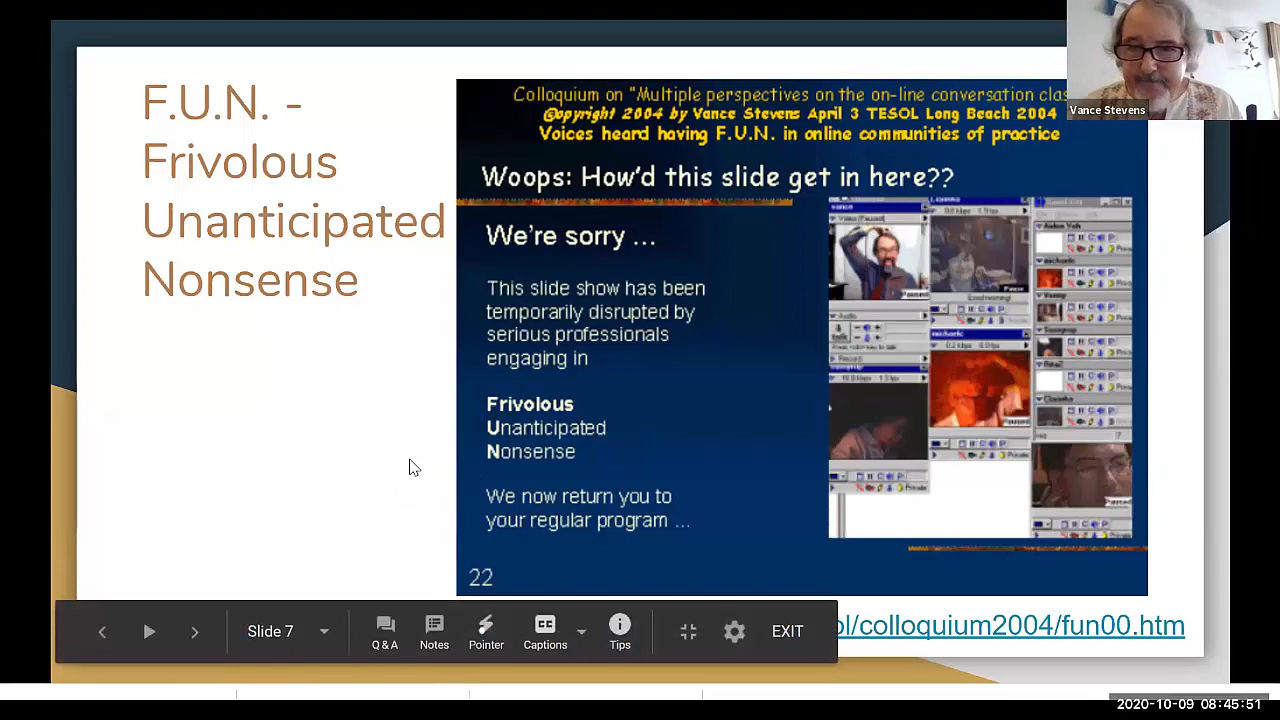 F.U.N. -
Frivolous
Unanticipated
Nonsense
Colloquium on "Multiple perspectives on the on-line conversation
@opyright 2004 by Vance Stevens April 3 TESOL Long Beach 2004
Voices heard having F.U.N. in online communities of practice
Woops: How'd this slide get in here??
We're sorry ...
This slide show has been
temporarily disrupted by
serious professionals
engaging in
Frivolous
Unanticipated
Nonsense
We now return you to
your regular program ...
22
Vance Stevens
Slide 7
Q & A
Notes
Pointer
CC
Captions
Tips
EXIT
ol/colloquium2004/fun00.htm
2020-10-09 08:45:51